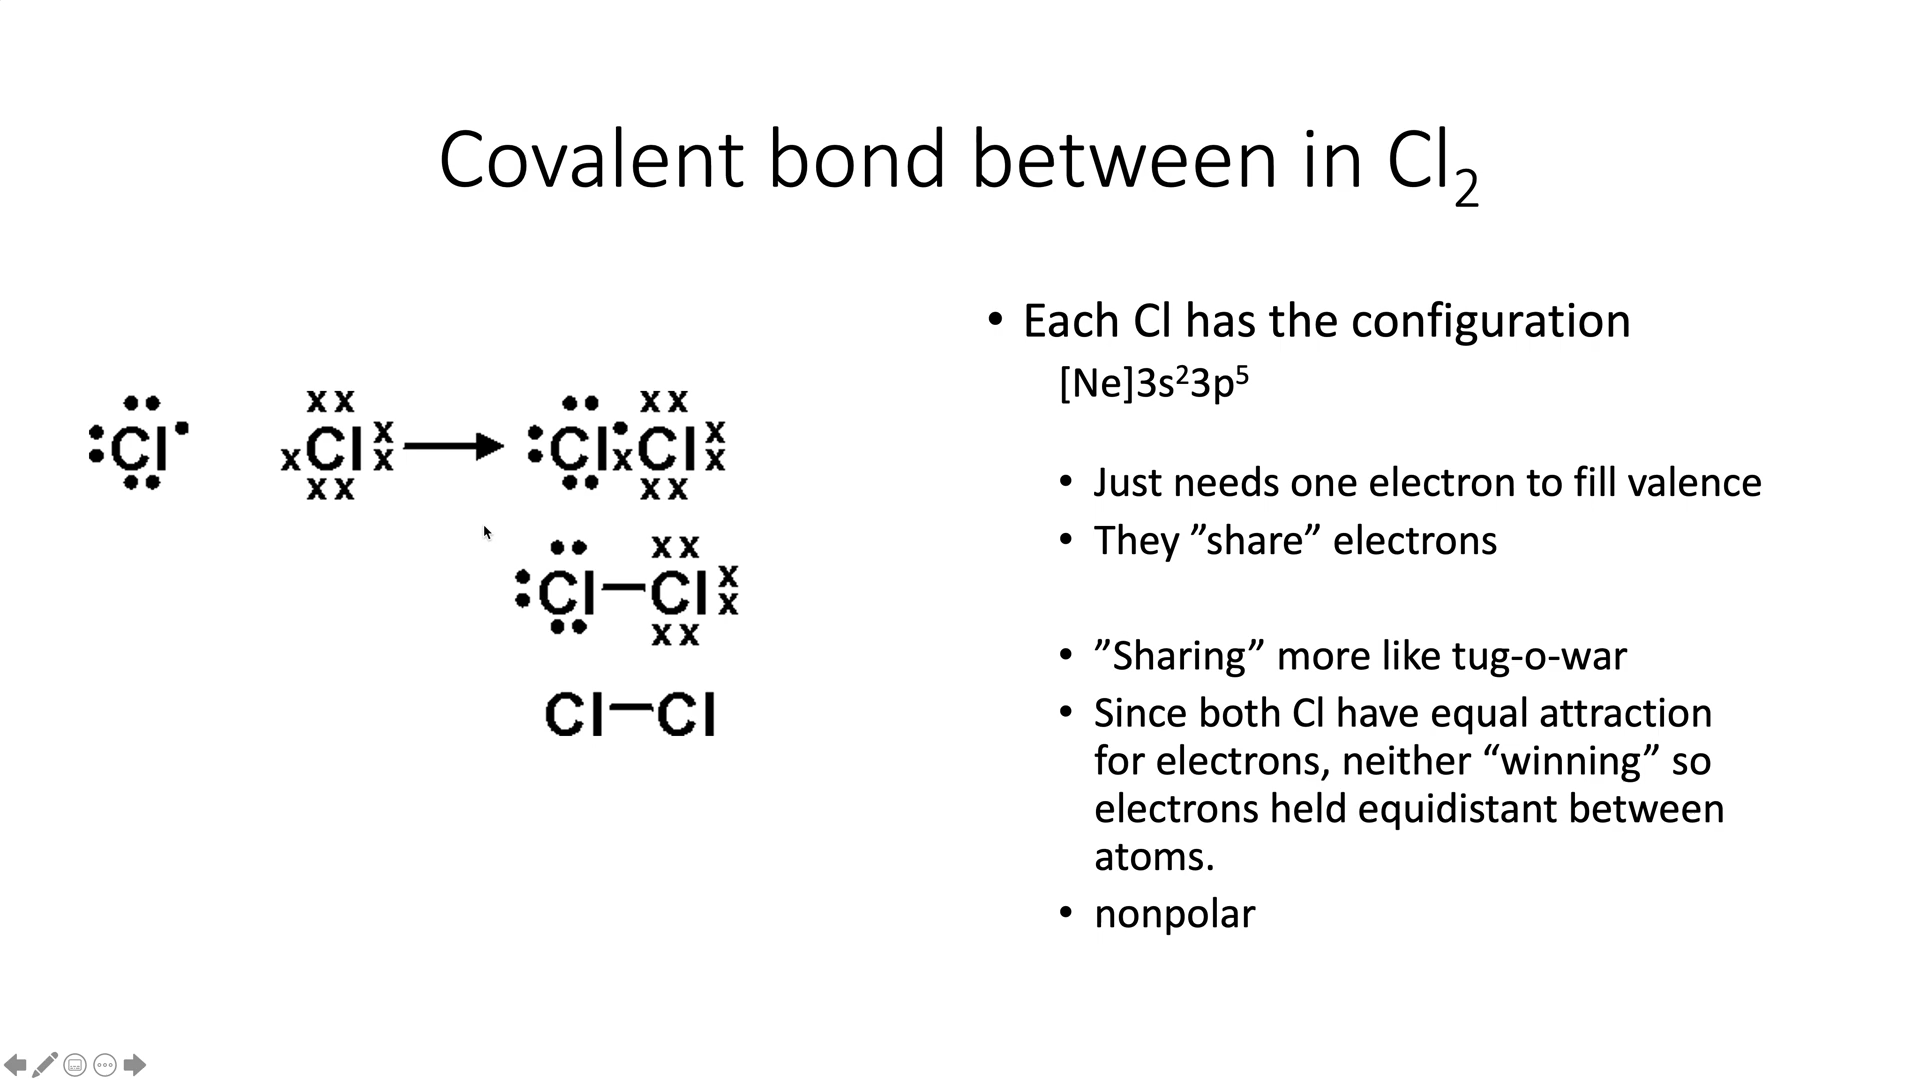 Covalent bond between in Cl₂
• Each Cl has the configuration
[Ne]3s²3p⁵
• Just needs one electron to fill valence
• They ”share” electrons
• ”Sharing” more like tug-o-war
• Since both Cl have equal attraction
for electrons, neither “winning” so
electrons held equidistant between
atoms.
• nonpolar
Cl xCl Cl xCl
Cl—Cl
Cl—Cl